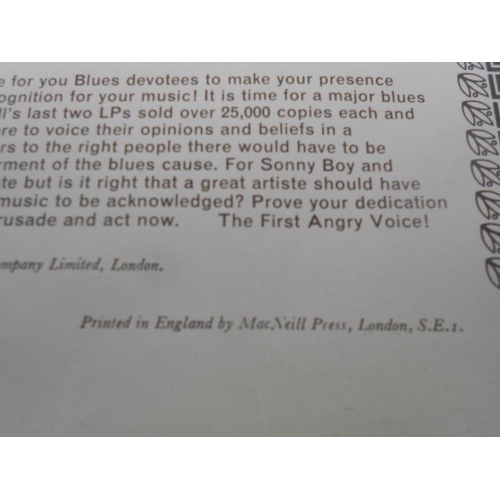 e for you Blues devotees to make your presence
ognition for your music! It is time for a major blues
ll's last two LPs sold over 25,000 copies each and
ere to voice their opinions and beliefs in a
rs to the right people there would have to be
rment of the blues cause. For Sonny Boy and
te but is it right that a great artiste should have
music to be acknowledged? Prove your dedication
rusade and act now. The First Angry Voice!
ompany Limited, London.
Printed in England by MacNeill Press, London, S.E.1.